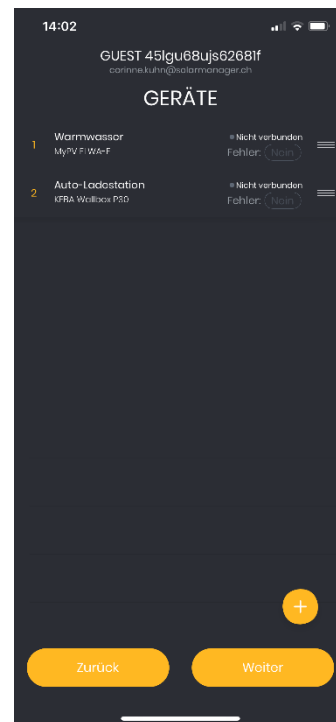 14:02
GUEST 45lgu68ujs62681f
corinne.kuhn@solarmanager.ch
GERÄTE
1
Warmwasser
MyPV ELWA-E
Nicht verbunden
Fehler: Nein
2
Auto-Ladestation
KEBA Wallbox P30
Nicht verbunden
Fehler: Nein
+
Zurück
Weiter